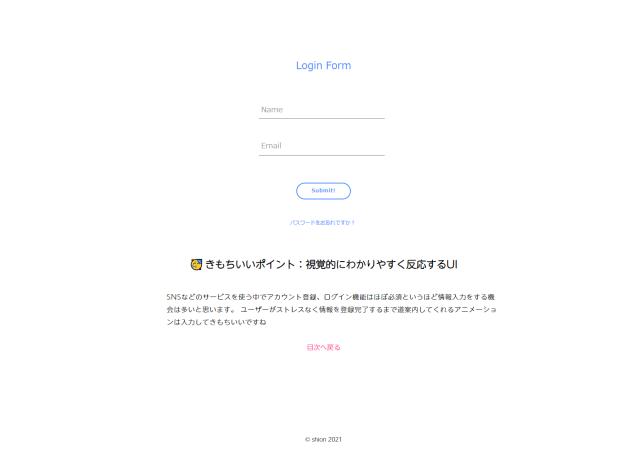 Login Form
Name
Email
Submit!
パスワードをお忘れですか？
🥳 きもちいいポイント：視覚的にわかりやすく反応するUI
SNSなどのサービスを使う中でアカウント登録、ログイン機能はほぼ必須というほど情報入力をする機
会は多いと思います。 ユーザーがストレスなく情報を登録完了するまで道案内してくれるアニメーショ
ンは入力してきもちいいですね
目次へ戻る
© shion 2021